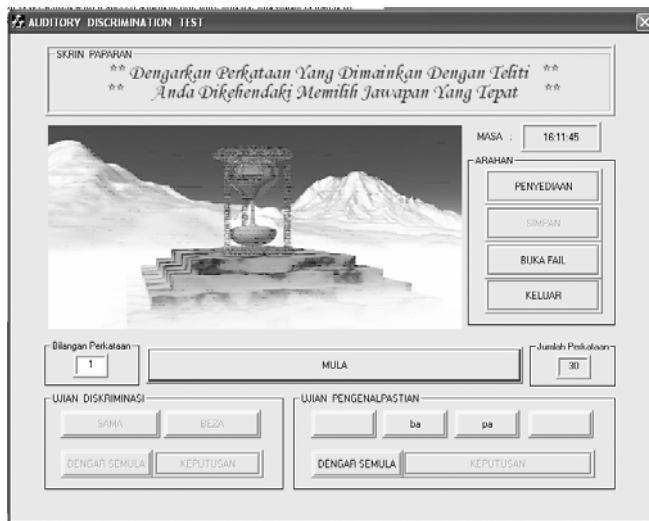 AUDITORY DISCRIMINATION TEST
SKRIN PAPARAN
** Dengarkan Perkataan Yang Dimainkan Dengan Teliti **
** Anda Dikehendaki Memilih Jawapan Yang Tepat **
MASA : 16:11:45
ARAHAN
PENYEDIAAN
SIMPAN
BUKA FAIL
KELUAR
Bilangan Perkataan
1
MULA
Jumlah Perkataan
30
UJIAN DISKRIMINASI
SAMA BEZA
DENGAR SEMULA KEPUTUSAN
UJIAN PENGENALPASTIAN
ba pa
DENGAR SEMULA KEPUTUSAN